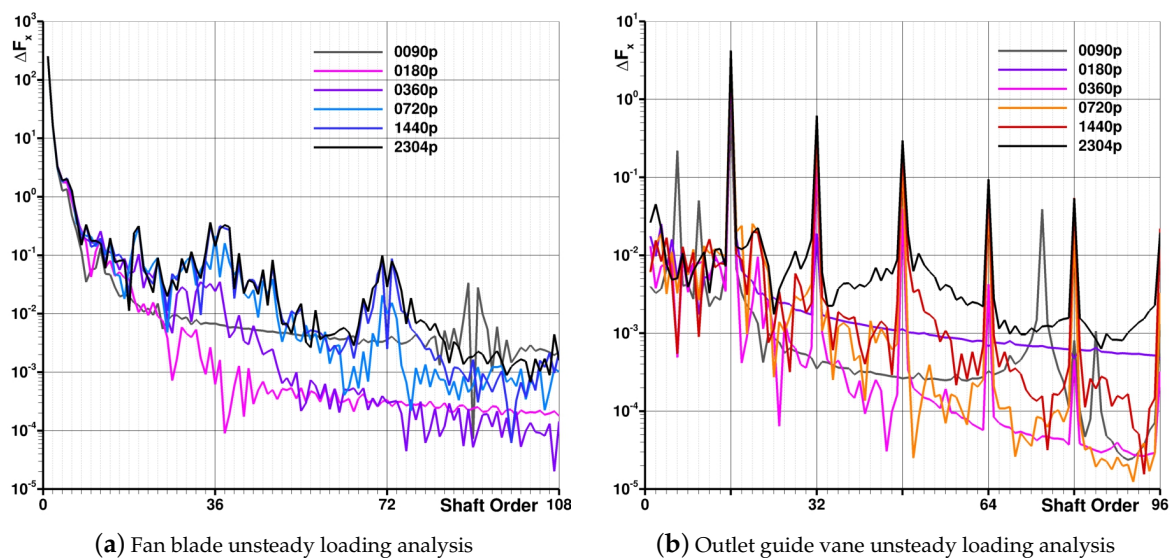 10³
ΔFₓ
10²
10¹
10⁰
10⁻¹
10⁻²
10⁻³
10⁻⁴
10⁻⁵
0090p
0180p
0360p
0720p
1440p
2304p
0 36 72 Shaft Order 108
(a) Fan blade unsteady loading analysis
10¹
ΔFₓ
10⁰
10⁻¹
10⁻²
10⁻³
10⁻⁴
10⁻⁵
0090p
0180p
0360p
0720p
1440p
2304p
0 32 64 Shaft Order 96
(b) Outlet guide vane unsteady loading analysis